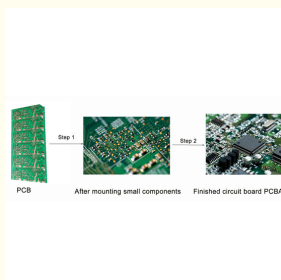 Step 1
Step 2
PCB
After mounting small components
Finished circuit board PCBA